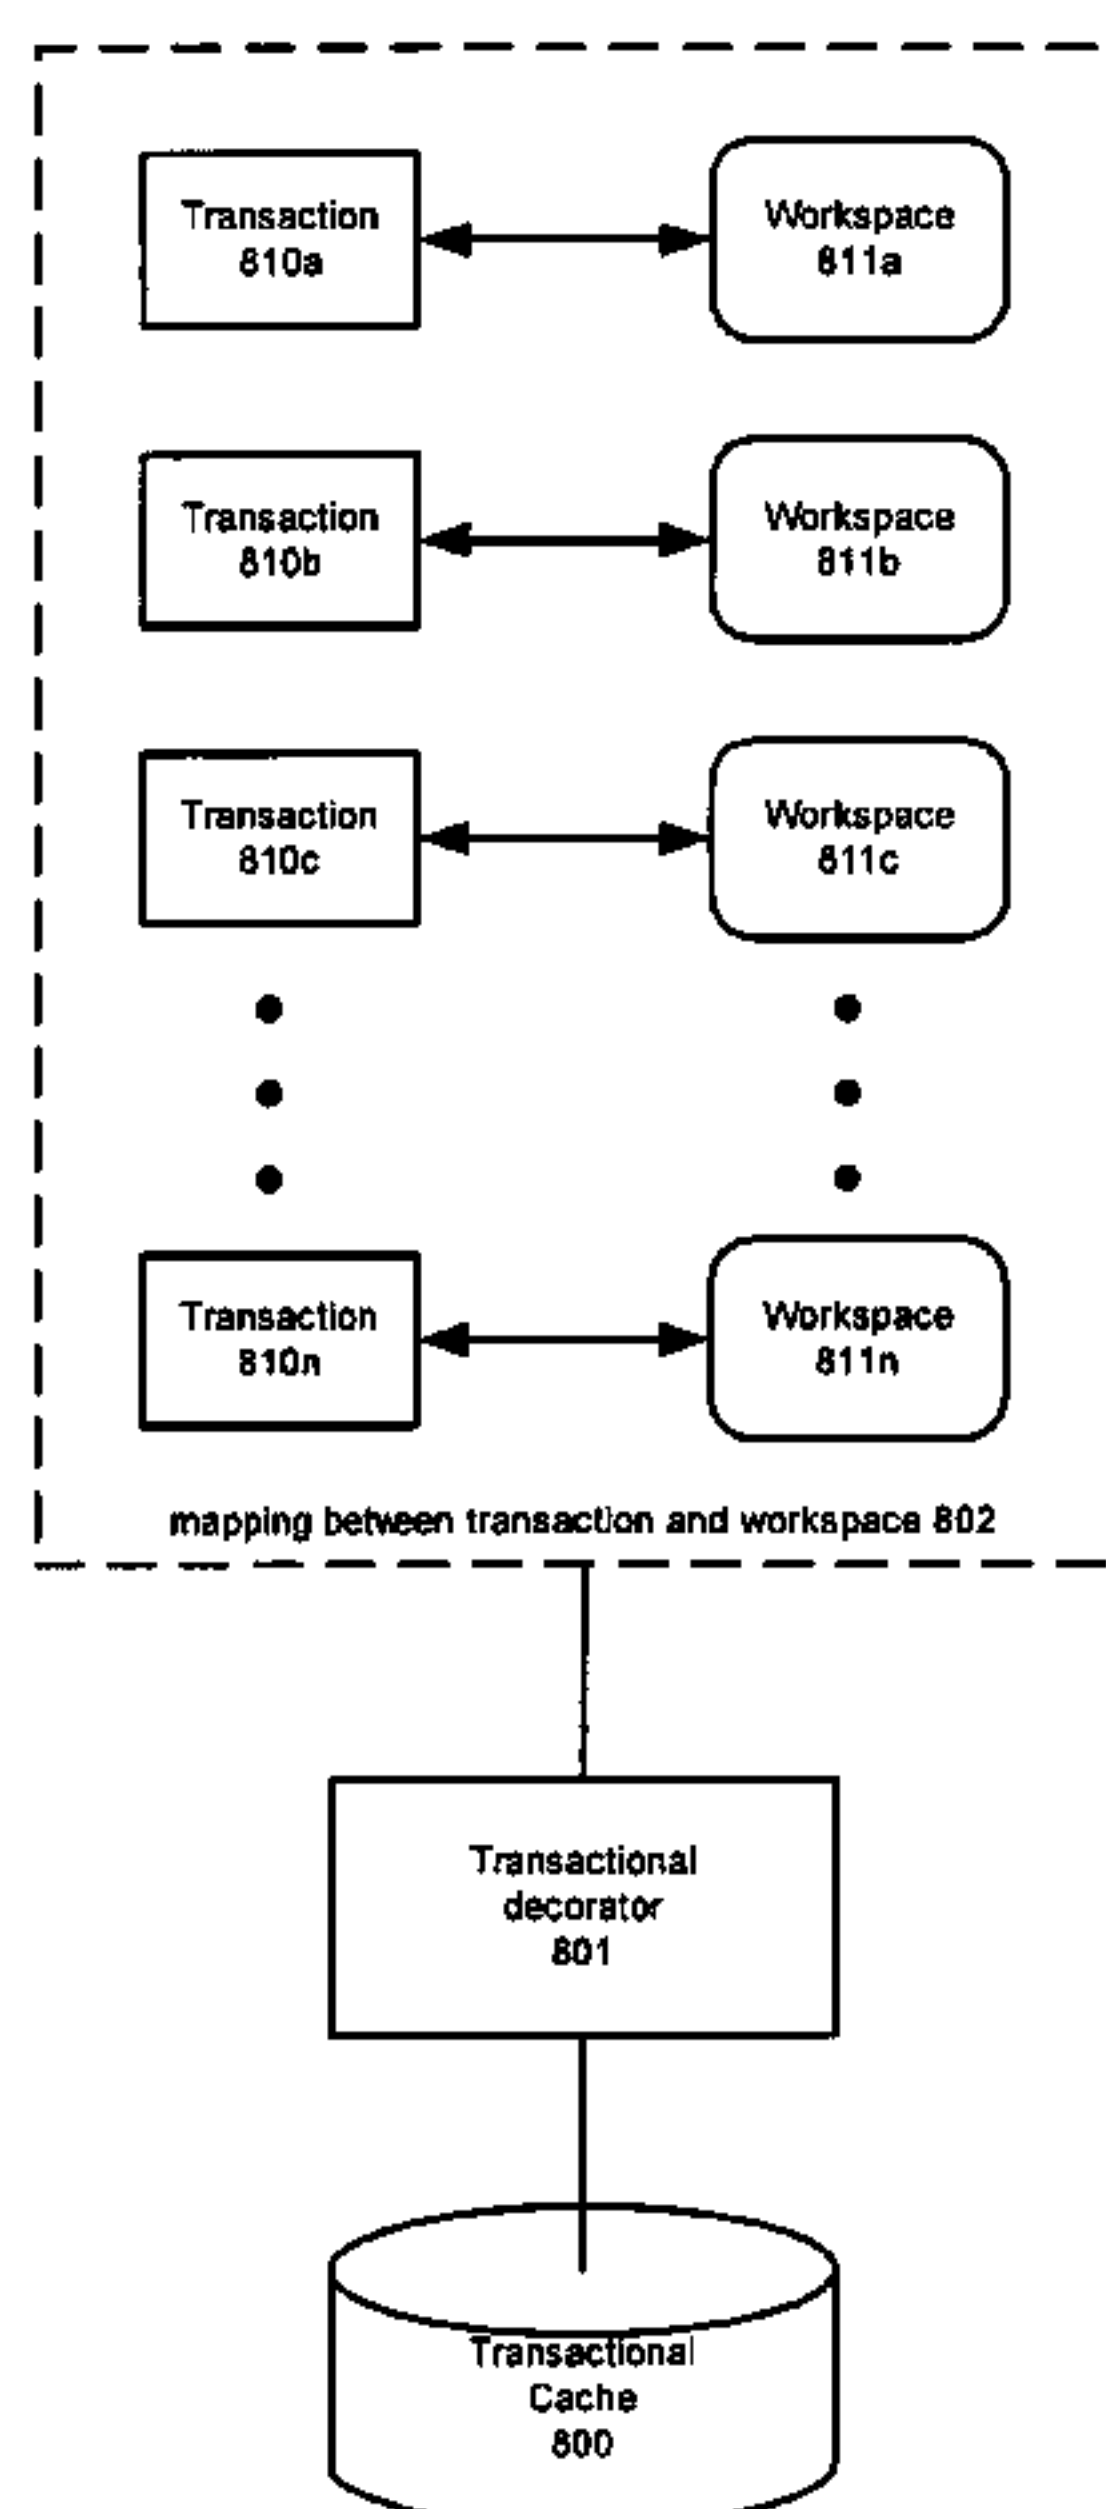 Transaction
810a
Workspace
811a
Transaction
810b
Workspace
811b
Transaction
810c
Workspace
811c
Transaction
810n
Workspace
811n
mapping between transaction and workspace 802
Transactional
decorator
801
Transactional
Cache
800